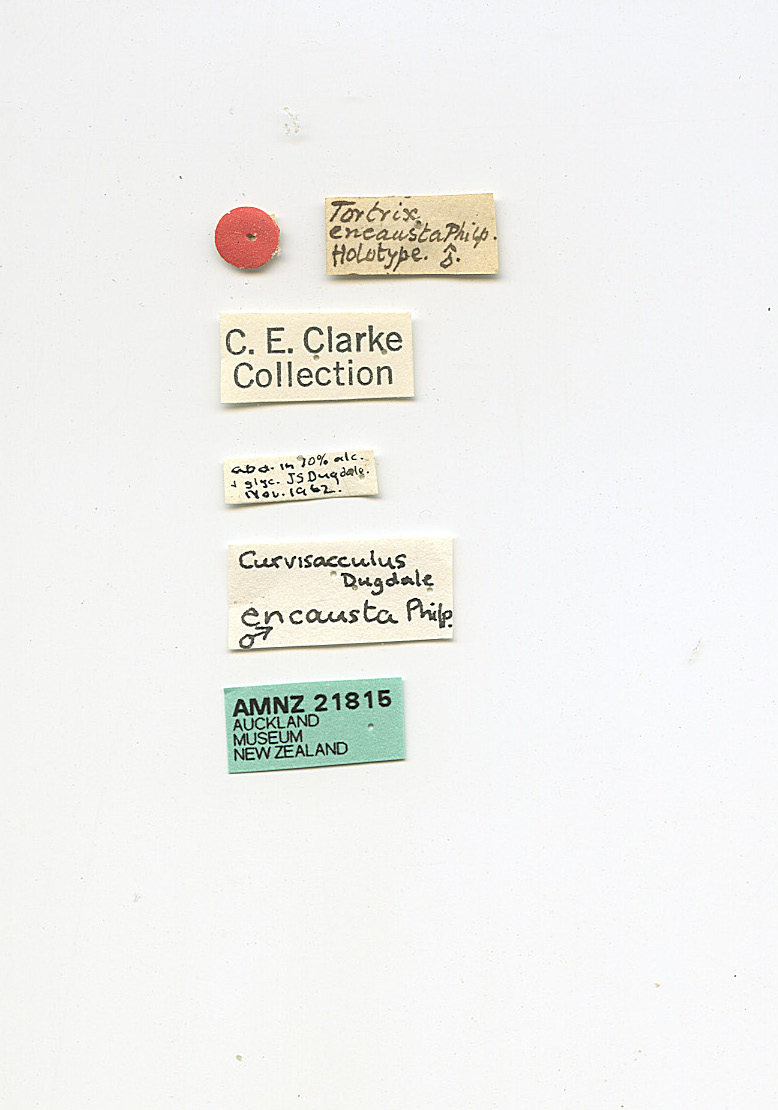 Tortrix
encausta Philp.
Holotype. ♂.
C. E. Clarke
Collection
abd. in 70% alc.
+ glyc. JS Dugdale.
Nov. 1962.
Curvisacculus
Dugdale
encausta Philp.
♂
AMNZ 21815
AUCKLAND
MUSEUM
NEW ZEALAND